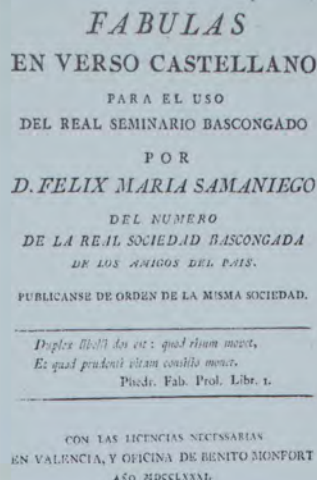 FABULAS
EN VERSO CASTELLANO
PARA EL USO
DEL REAL SEMINARIO BASCONGADO
POR
D. FELIX MARIA SAMANIEGO
DEL NUMERO
DE LA REAL SOCIEDAD BASCONGADA
DE LOS AMIGOS DEL PAIS.
PUBLICANSE DE ORDEN DE LA MISMA SOCIEDAD.
Duplex libelli dos est: quod risum movet,
Et quod prudenti vitam consilio monet.
Phedr. Fab. Prol. Libr. 1.
CON LAS LICENCIAS NECESSARIAS
EN VALENCIA, Y OFICINA DE BENITO MONFORT
AÑO MDCCLXXXI.